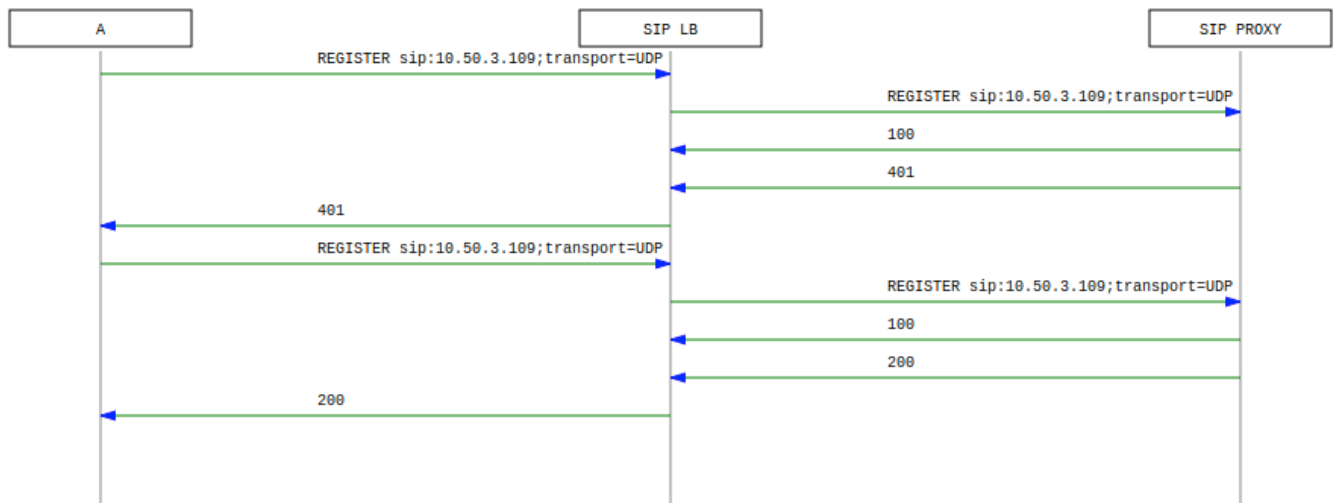 A
SIP LB
SIP PROXY
REGISTER sip:10.50.3.109;transport=UDP
REGISTER sip:10.50.3.109;transport=UDP
100
401
401
REGISTER sip:10.50.3.109;transport=UDP
REGISTER sip:10.50.3.109;transport=UDP
100
200
200